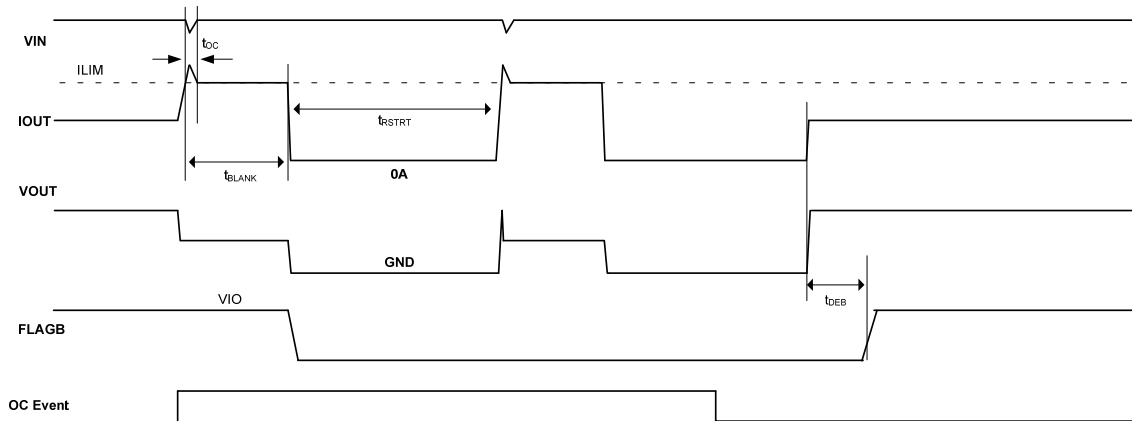 VIN
tOC
ILIM
IOUT
tRSTRT
tBLANK
0A
VOUT
GND
VIO
tDEB
FLAGB
OC Event